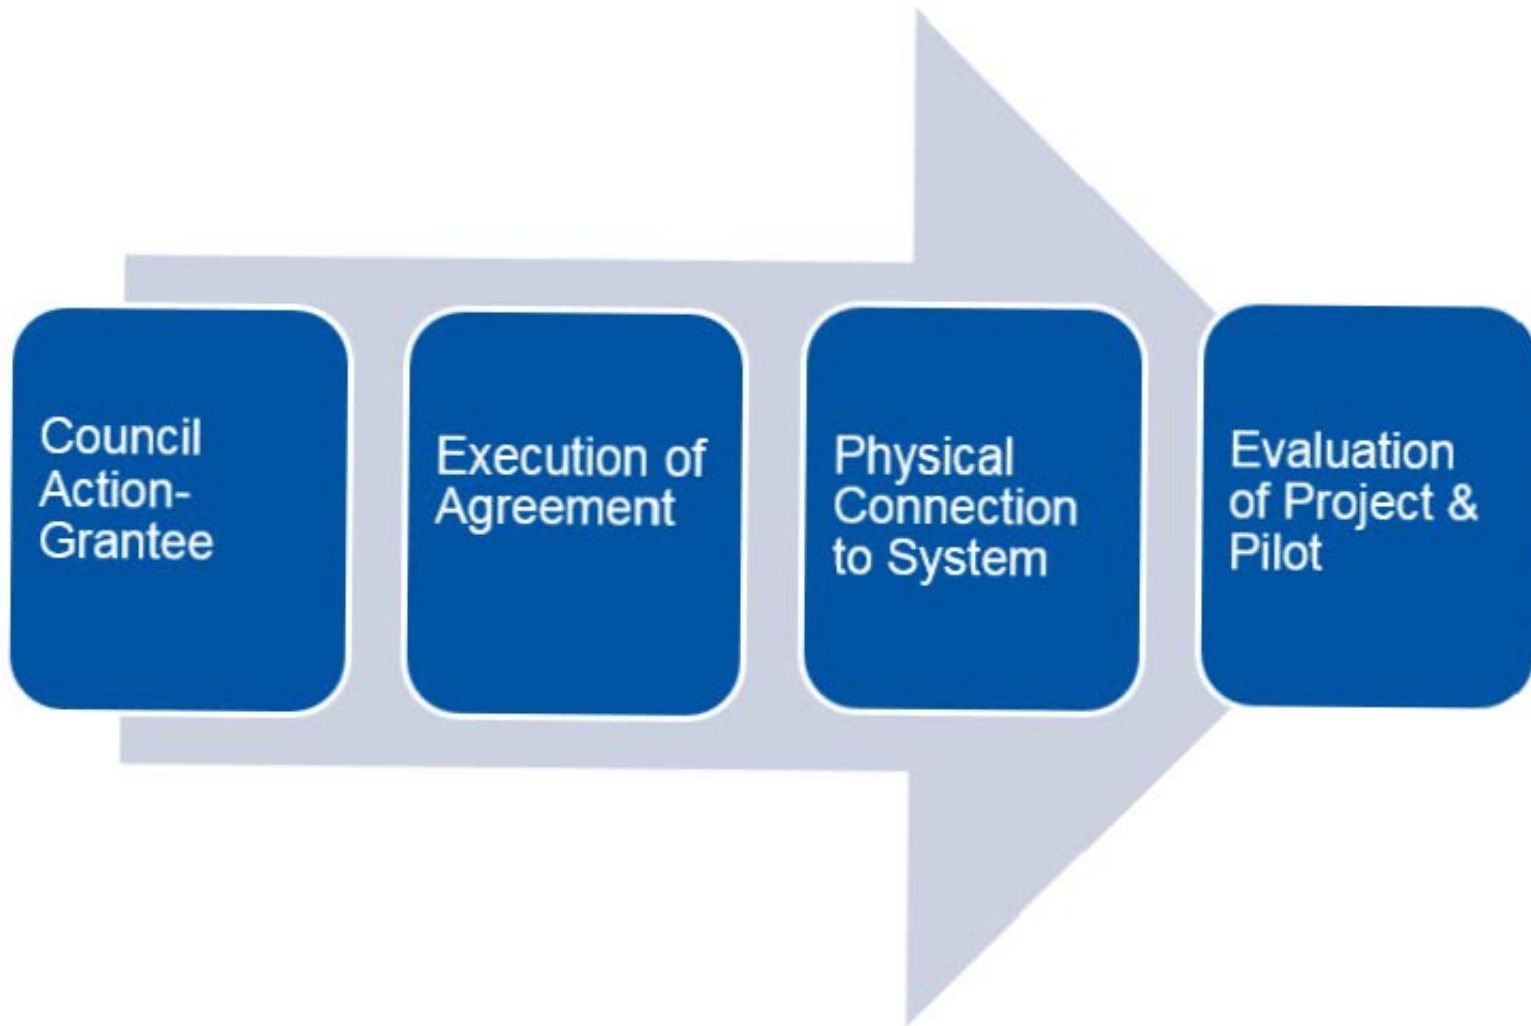 Council
Action-
Grantee
Execution of
Agreement
Physical
Connection
to System
Evaluation
of Project &
Pilot